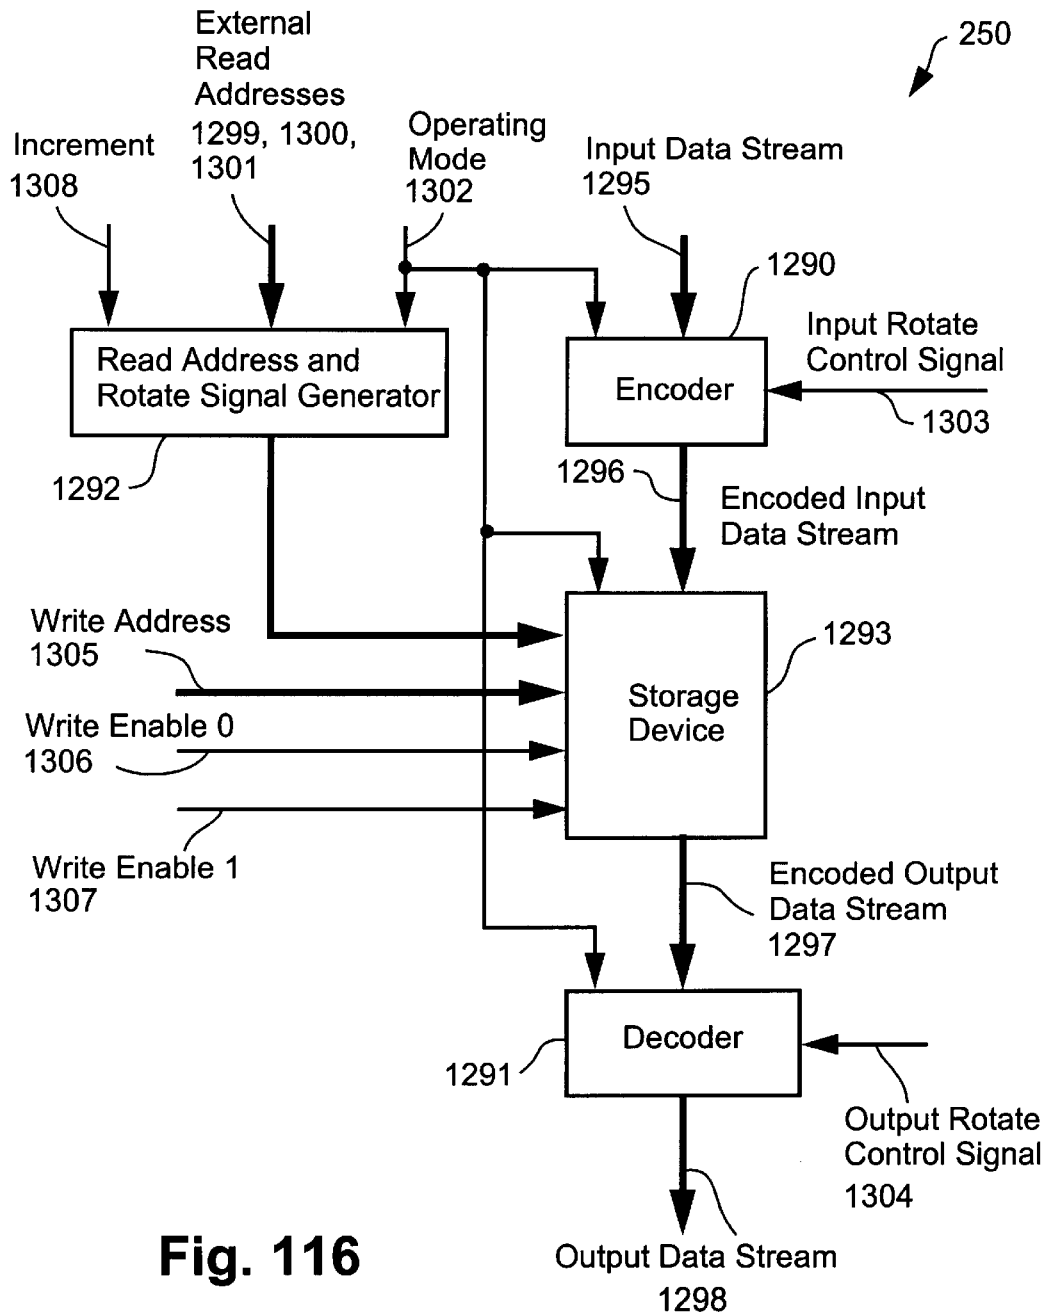 External
Read
Addresses
1299, 1300,
1301
250
Increment
1308
Operating
Mode
1302
Input Data Stream
1295
1290
Input Rotate
Control Signal
1303
Read Address and
Rotate Signal Generator
Encoder
1292
1296
Encoded Input
Data Stream
Write Address
1305
1293
Storage
Device
Write Enable 0
1306
Write Enable 1
1307
Encoded Output
Data Stream
1297
Decoder
1291
Output Rotate
Control Signal
1304
Output Data Stream
1298
Fig. 116